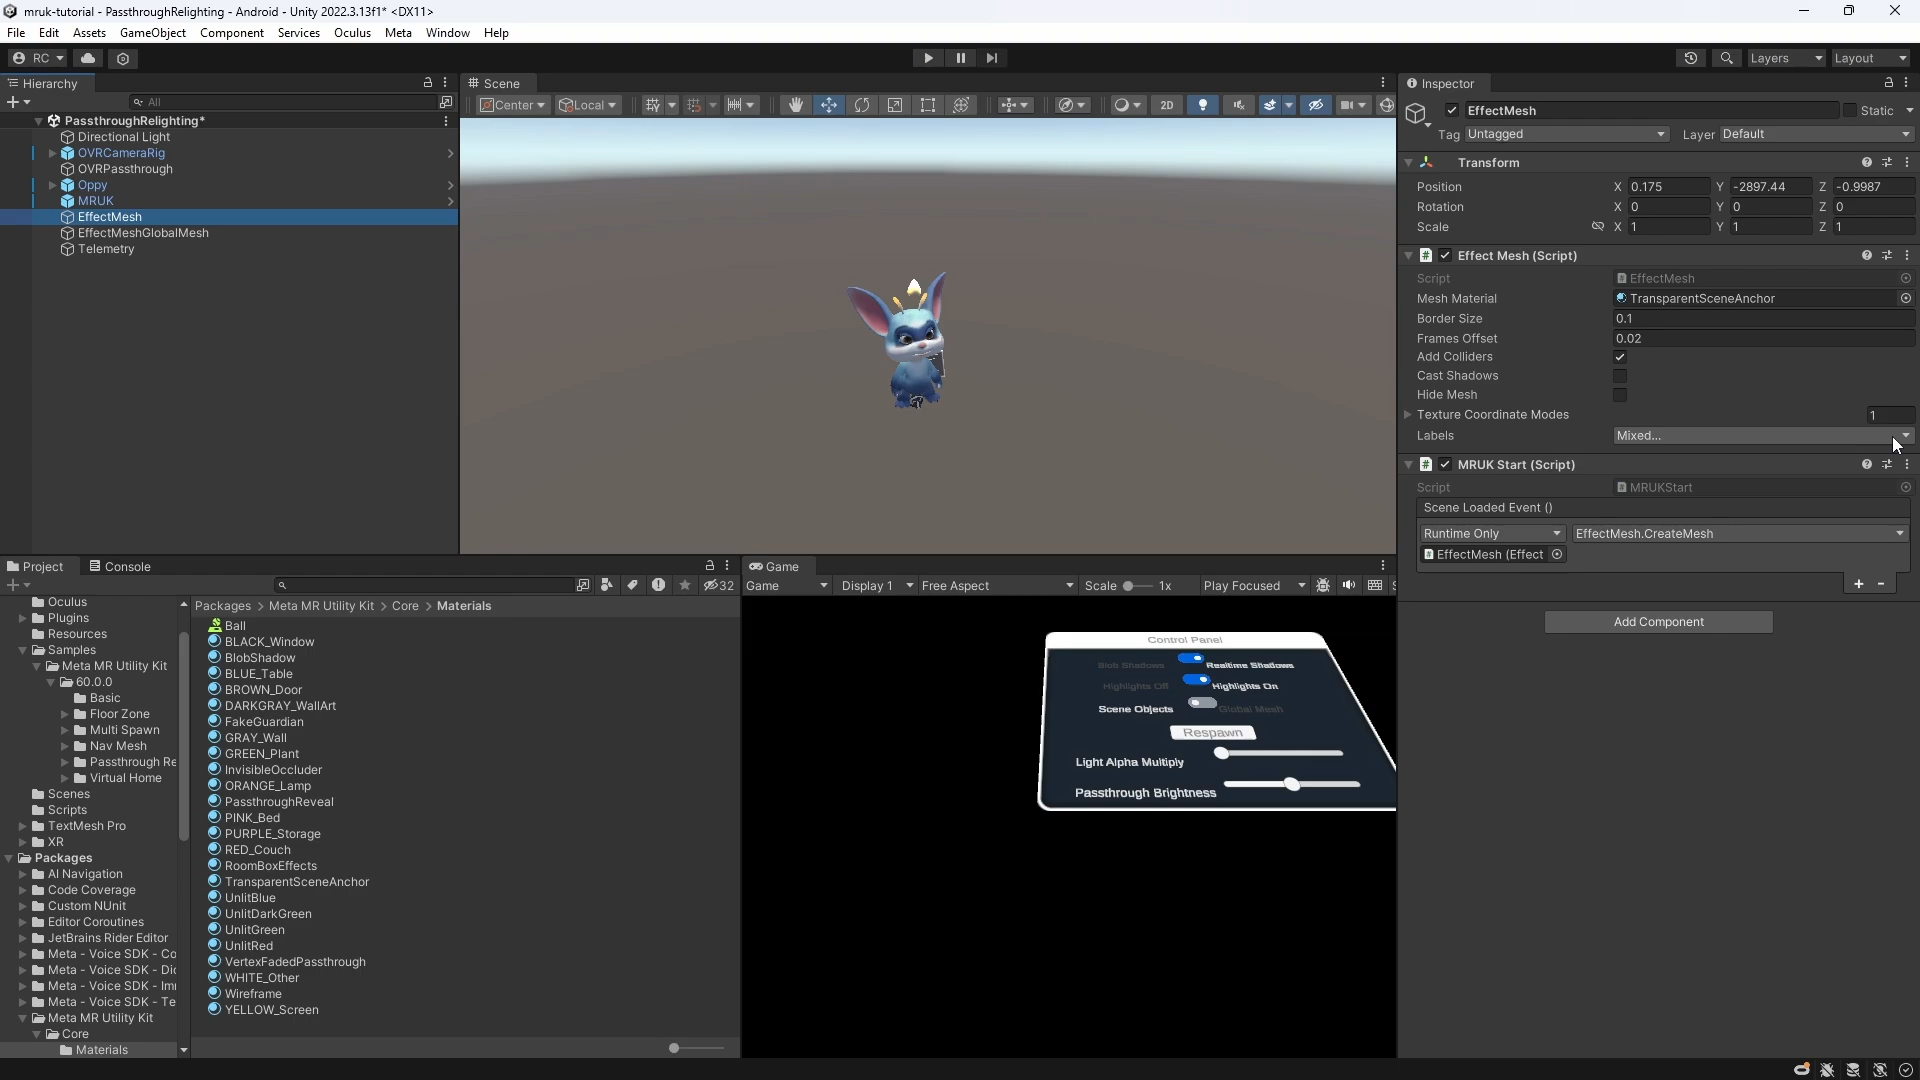 mruk-tutorial - PassthroughRelighting - Android - Unity 2022.3.13f1* <DX11>
File Edit Assets GameObject Component Services Oculus Meta Window Help
RC
Layers
Layout
Hierarchy
All
PassthroughRelighting*
Directional Light
OVRCameraRig
OVRPassthrough
Oppy
MRUK
EffectMesh
EffectMeshGlobalMesh
Telemetry
Scene
Center
Local
2D
Inspector
EffectMesh
Static
Tag Untagged
Layer Default
Transform
Position X 0.175 Y -2897.44 Z -0.9987
Rotation X 0 Y 0 Z 0
Scale X 1 Y 1 Z 1
Effect Mesh (Script)
Script EffectMesh
Mesh Material TransparentSceneAnchor
Border Size 0.1
Frames Offset 0.02
Add Colliders
Cast Shadows
Hide Mesh
Texture Coordinate Modes 1
Labels Mixed...
MRUK Start (Script)
Script MRUKStart
Scene Loaded Event ()
Runtime Only EffectMesh.CreateMesh
EffectMesh (Effect
Add Component
Project
Console
32
Oculus
Plugins
Resources
Samples
Meta MR Utility Kit
60.0.0
Basic
Floor Zone
Multi Spawn
Nav Mesh
Passthrough Re
Virtual Home
Scenes
Scripts
TextMesh Pro
XR
Packages
AI Navigation
Code Coverage
Custom NUnit
Editor Coroutines
JetBrains Rider Editor
Meta - Voice SDK - Co
Meta - Voice SDK - Dic
Meta - Voice SDK - Imi
Meta - Voice SDK - Te
Meta MR Utility Kit
Core
Materials
Packages > Meta MR Utility Kit > Core > Materials
Ball
BLACK_Window
BlobShadow
BLUE_Table
BROWN_Door
DARKGRAY_WallArt
FakeGuardian
GRAY_Wall
GREEN_Plant
InvisibleOccluder
ORANGE_Lamp
PassthroughReveal
PINK_Bed
PURPLE_Storage
RED_Couch
RoomBoxEffects
TransparentSceneAnchor
UnlitBlue
UnlitDarkGreen
UnlitGreen
UnlitRed
VertexFadedPassthrough
WHITE_Other
Wireframe
YELLOW_Screen
Game
Game Display 1 Free Aspect Scale 1x Play Focused
Control Panel
Blob Shadows Realtime Shadows
Highlights Off Highlights On
Scene Objects Global Mesh
Respawn
Light Alpha Multiply
Passthrough Brightness